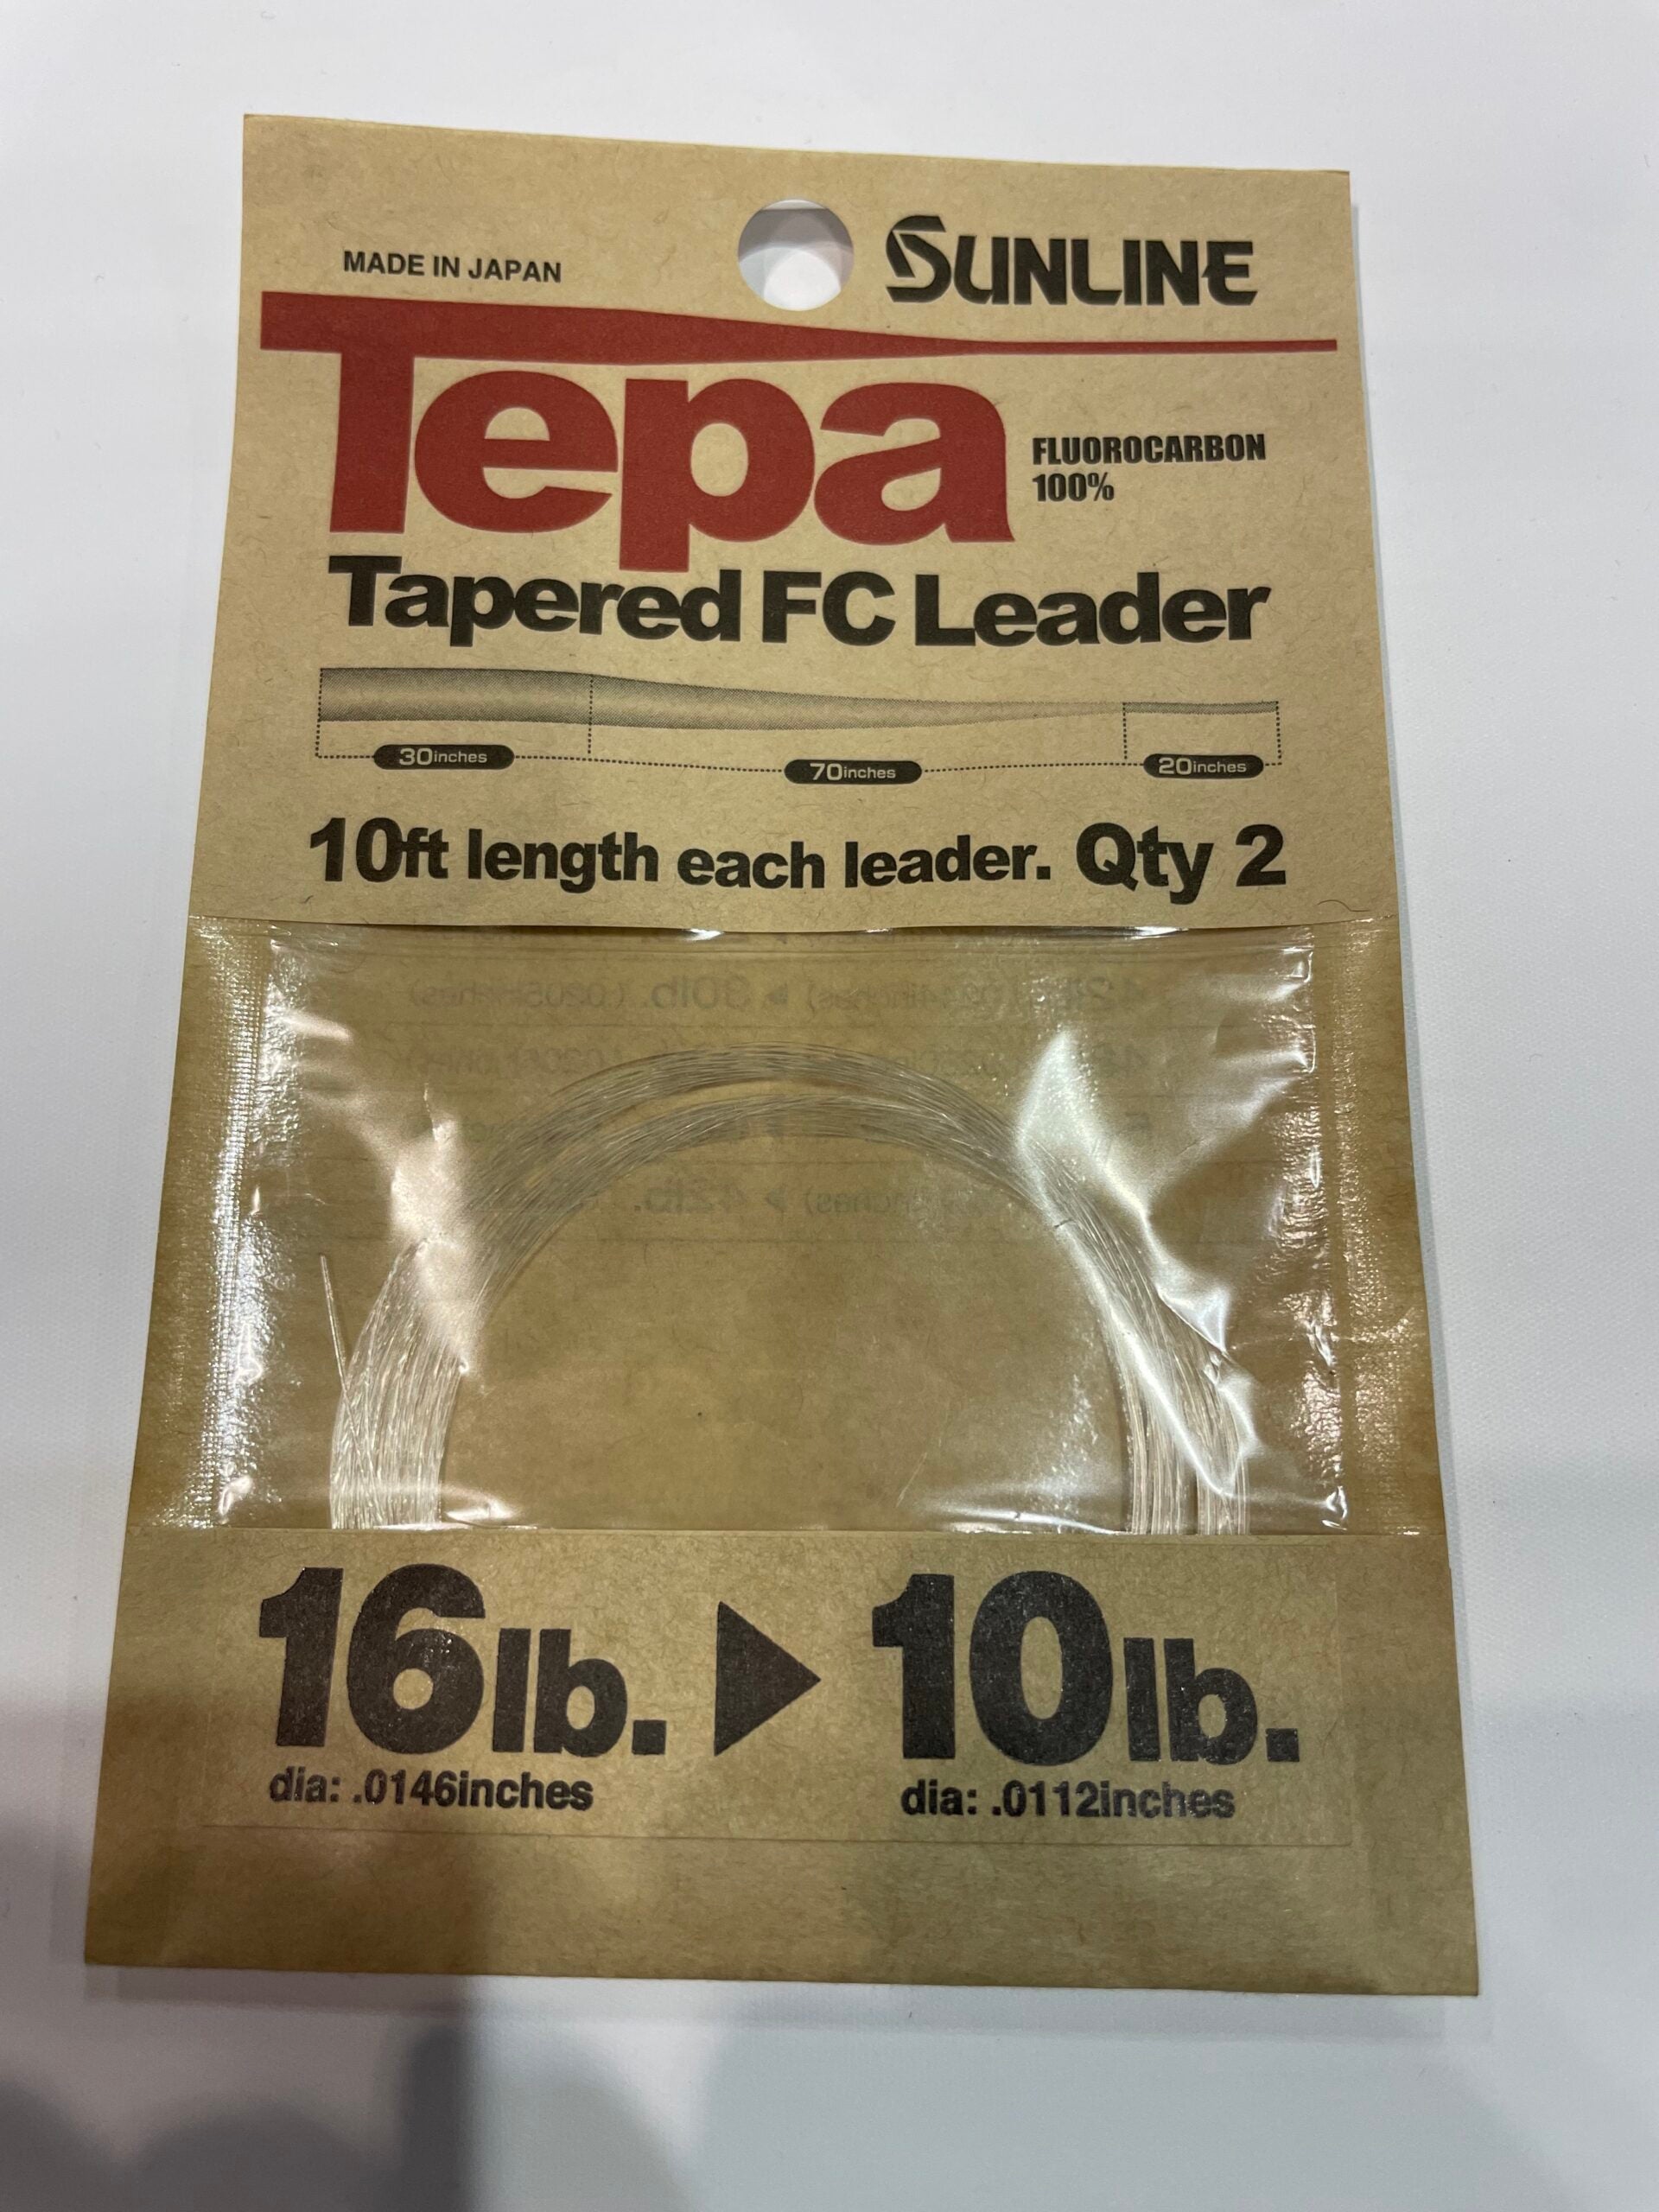 MADE IN JAPAN
SUNLINE
Tepa
FLUOROCARBON
100%
Tapered FC Leader
30inches
70inches
20inches
10ft length each leader. Qty 2
16lb. ▶ 10lb.
dia: .0146inches
dia: .0112inches